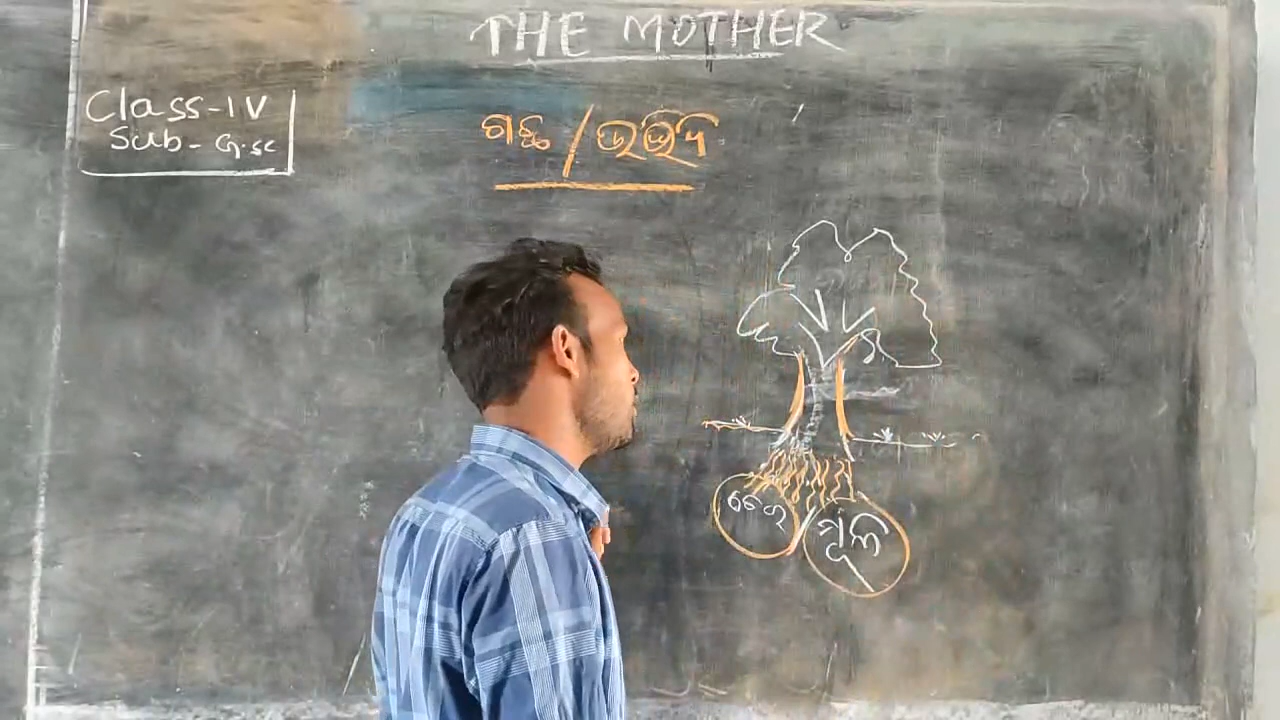 THE MOTHER
Class-IV
Sub-G.sc
ଗଛ / ଉଦ୍ଭିଦ
ଚେର
ମୂଳ